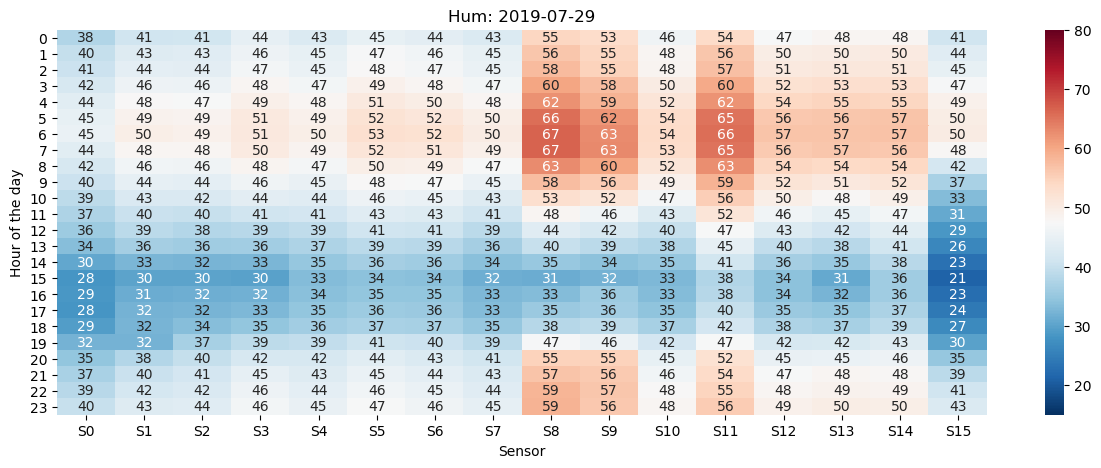 Hum: 2019-07-29
0 38 41 41 44 43 45 44 43 55 53 46 54 47 48 48 41
1 40 43 43 46 45 47 46 45 56 55 48 56 50 50 50 44
2 41 44 44 47 45 48 47 45 58 55 48 57 51 51 51 45
3 42 46 46 48 47 49 48 47 60 58 50 60 52 53 53 47
4 44 48 47 49 48 51 50 48 62 59 52 62 54 55 55 49
5 45 49 49 51 49 52 52 50 66 62 54 65 56 56 57 50
6 45 50 49 51 50 53 52 50 67 63 54 66 57 57 57 50
7 44 48 48 50 49 52 51 49 67 63 53 65 56 57 56 48
8 42 46 46 48 47 50 49 47 63 60 52 63 54 54 54 42
9 40 44 44 46 45 48 47 45 58 56 49 59 52 51 52 37
10 39 43 42 44 44 46 45 43 53 52 47 56 50 48 49 33
11 37 40 40 41 41 43 43 41 48 46 43 52 46 45 47 31
12 36 39 38 39 39 41 41 39 44 42 40 47 43 42 44 29
13 34 36 36 36 37 39 39 36 40 39 38 45 40 38 41 26
14 30 33 32 33 35 36 36 34 35 34 35 41 36 35 38 23
15 28 30 30 30 33 34 34 32 31 32 33 38 34 31 36 21
16 29 31 32 32 34 35 35 33 33 36 33 38 34 32 36 23
17 28 32 32 33 35 36 36 33 35 36 35 40 35 35 37 24
18 29 32 34 35 36 37 37 35 38 39 37 42 38 37 39 27
19 32 32 37 39 39 41 40 39 47 46 42 47 42 42 43 30
20 35 38 40 42 42 44 43 41 55 55 45 52 45 45 46 35
21 37 40 41 45 43 45 44 43 57 56 46 54 47 48 48 39
22 39 42 42 46 44 46 45 44 59 57 48 55 48 49 49 41
23 40 43 44 46 45 47 46 45 59 56 48 56 49 50 50 43
S0 S1 S2 S3 S4 S5 S6 S7 S8 S9 S10 S11 S12 S13 S14 S15
Sensor
Hour of the day
80
70
60
50
40
30
20